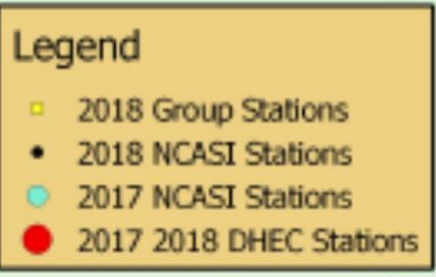 Legend
2018 Group Stations
2018 NCASI Stations
2017 NCASI Stations
2017 2018 DHEC Stations